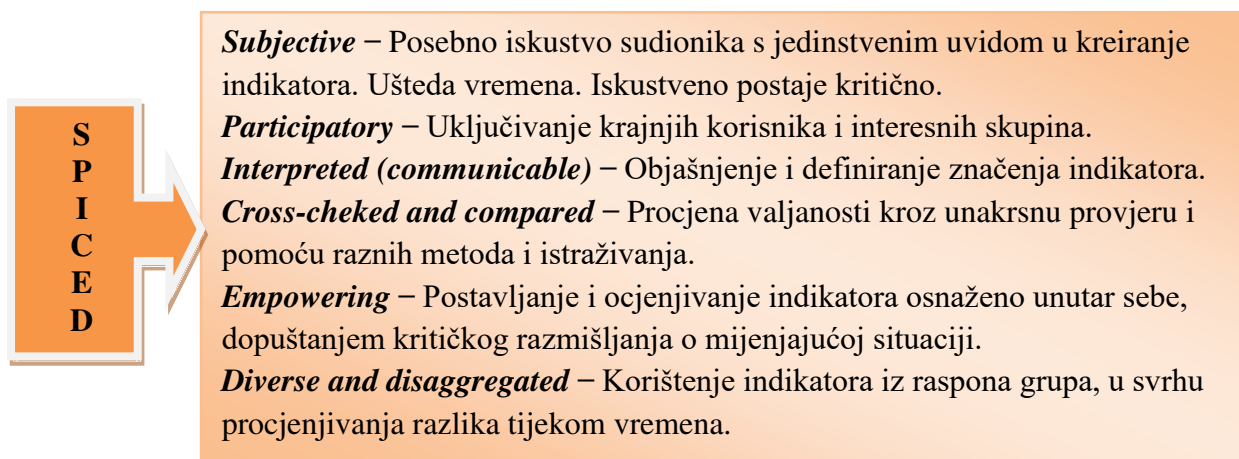 S
P
I
C
E
D
Subjective − Posebno iskustvo sudionika s jedinstvenim uvidom u kreiranje
indikatora. Ušteda vremena. Iskustveno postaje kritično.
Participatory − Uključivanje krajnjih korisnika i interesnih skupina.
Interpreted (communicable) − Objašnjenje i definiranje značenja indikatora.
Cross-cheked and compared − Procjena valjanosti kroz unakrsnu provjeru i
pomoću raznih metoda i istraživanja.
Empowering − Postavljanje i ocjenjivanje indikatora osnaženo unutar sebe,
dopuštanjem kritičkog razmišljanja o mijenjajućoj situaciji.
Diverse and disaggregated − Korištenje indikatora iz raspona grupa, u svrhu
procjenjivanja razlika tijekom vremena.